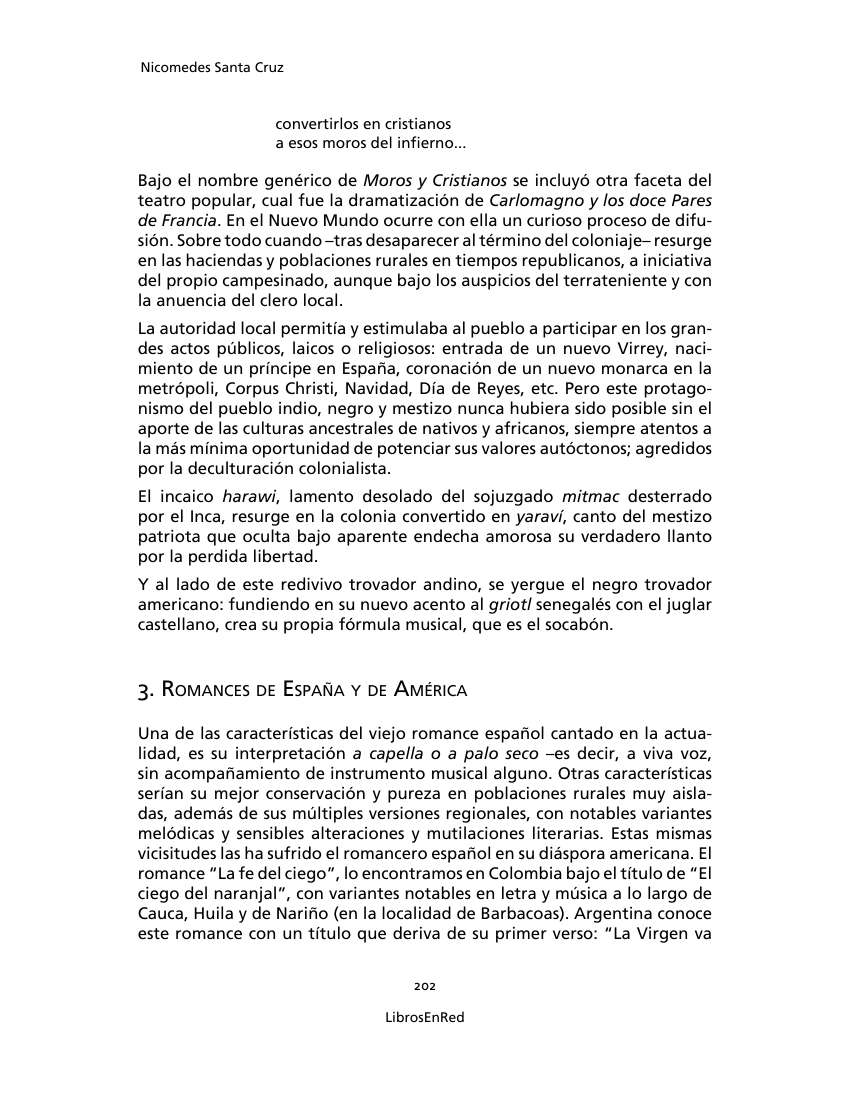 Nicomedes Santa Cruz
convertirlos en cristianos
a esos moros del infierno...
Bajo el nombre genérico de Moros y Cristianos se incluyó otra faceta del
teatro popular, cual fue la dramatización de Carlomagno y los doce Pares
de Francia. En el Nuevo Mundo ocurre con ella un curioso proceso de difu-
sión. Sobre todo cuando –tras desaparecer al término del coloniaje– resurge
en las haciendas y poblaciones rurales en tiempos republicanos, a iniciativa
del propio campesinado, aunque bajo los auspicios del terrateniente y con
la anuencia del clero local.
La autoridad local permitía y estimulaba al pueblo a participar en los gran-
des actos públicos, laicos o religiosos: entrada de un nuevo Virrey, naci-
miento de un príncipe en España, coronación de un nuevo monarca en la
metrópoli, Corpus Christi, Navidad, Día de Reyes, etc. Pero este protago-
nismo del pueblo indio, negro y mestizo nunca hubiera sido posible sin el
aporte de las culturas ancestrales de nativos y africanos, siempre atentos a
la más mínima oportunidad de potenciar sus valores autóctonos; agredidos
por la deculturación colonialista.
El incaico harawi, lamento desolado del sojuzgado mitmac desterrado
por el Inca, resurge en la colonia convertido en yaraví, canto del mestizo
patriota que oculta bajo aparente endecha amorosa su verdadero llanto
por la perdida libertad.
Y al lado de este redivivo trovador andino, se yergue el negro trovador
americano: fundiendo en su nuevo acento al griotl senegalés con el juglar
castellano, crea su propia fórmula musical, que es el socabón.
3. Romances de España y de América
Una de las características del viejo romance español cantado en la actua-
lidad, es su interpretación a capella o a palo seco –es decir, a viva voz,
sin acompañamiento de instrumento musical alguno. Otras características
serían su mejor conservación y pureza en poblaciones rurales muy aisla-
das, además de sus múltiples versiones regionales, con notables variantes
melódicas y sensibles alteraciones y mutilaciones literarias. Estas mismas
vicisitudes las ha sufrido el romancero español en su diáspora americana. El
romance “La fe del ciego”, lo encontramos en Colombia bajo el título de “El
ciego del naranjal”, con variantes notables en letra y música a lo largo de
Cauca, Huila y de Nariño (en la localidad de Barbacoas). Argentina conoce
este romance con un título que deriva de su primer verso: “La Virgen va
202
LibrosEnRed